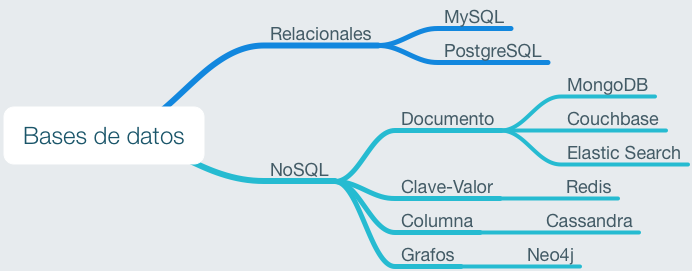 Bases de datos
Relacionales
MySQL
PostgreSQL
NoSQL
Documento
MongoDB
Couchbase
Elastic Search
Clave-Valor
Redis
Columna
Cassandra
Grafos
Neo4j